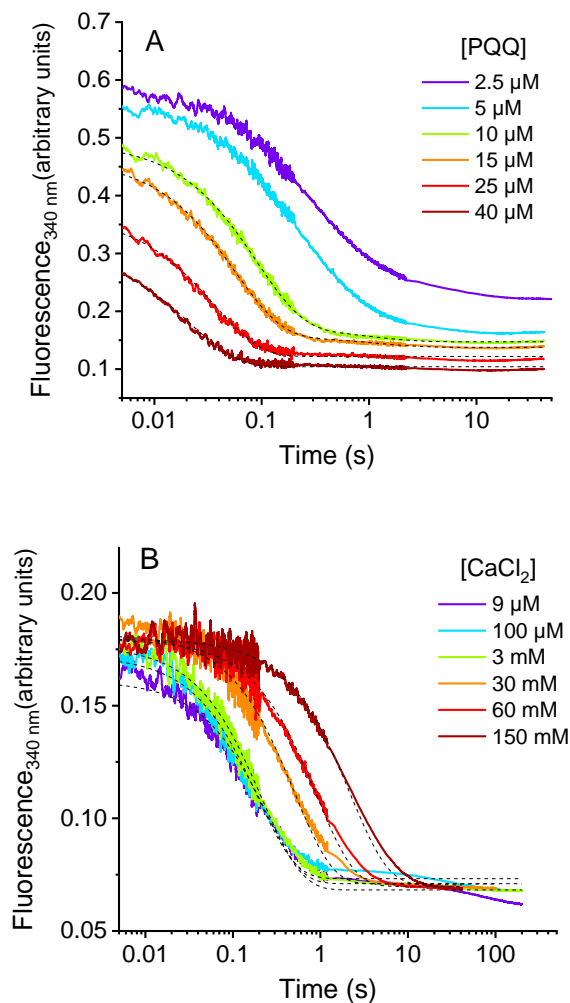 A
[PQQ]
2.5 µM
5 µM
10 µM
15 µM
25 µM
40 µM
0.7
0.6
0.5
0.4
0.3
0.2
0.1
Fluorescence340 nm(arbitrary units)
0.01 0.1 1 10
Time (s)
B
[CaCl2]
9 µM
100 µM
3 mM
30 mM
60 mM
150 mM
0.20
0.15
0.10
0.05
Fluorescence340 nm(arbitrary units)
0.01 0.1 1 10 100
Time (s)